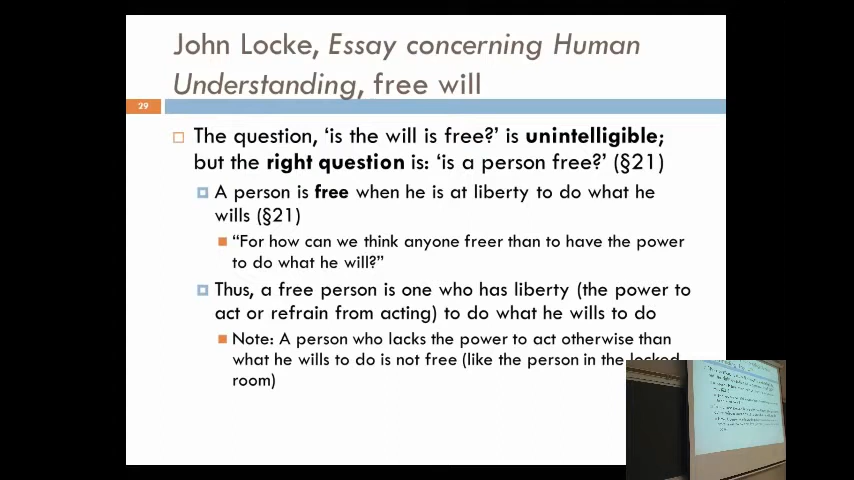 John Locke, Essay concerning Human
Understanding, free will
29
The question, ‘is the will is free?’ is unintelligible;
but the right question is: ‘is a person free?’ (§21)
A person is free when he is at liberty to do what he
wills (§21)
“For how can we think anyone freer than to have the power
to do what he will?”
Thus, a free person is one who has liberty (the power to
act or refrain from acting) to do what he wills to do
Note: A person who lacks the power to act otherwise than
what he wills to do is not free (like the person in the locked
room)